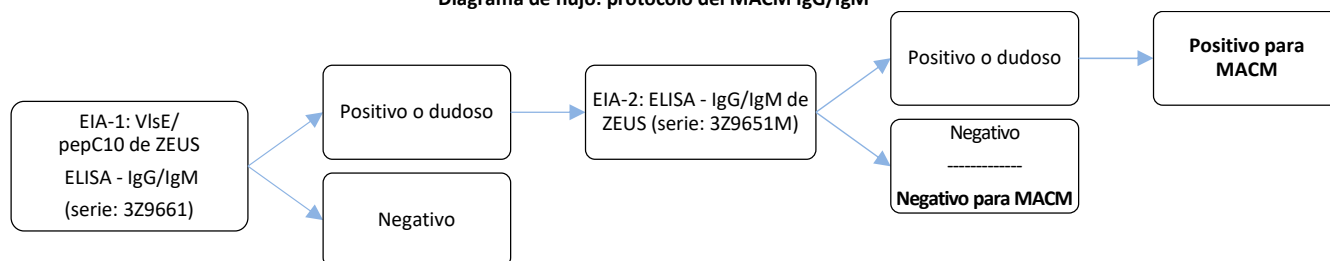 Diagrama de flujo: protocolo del MACM IgG/IgM
EIA-1: VlsE/
pepC10 de ZEUS
ELISA - IgG/IgM
(serie: 3Z9661)
Positivo o dudoso
Negativo
EIA-2: ELISA - IgG/IgM de
ZEUS (serie: 3Z9651M)
Positivo o dudoso
Negativo
-------------
Negativo para MACM
Positivo para
MACM